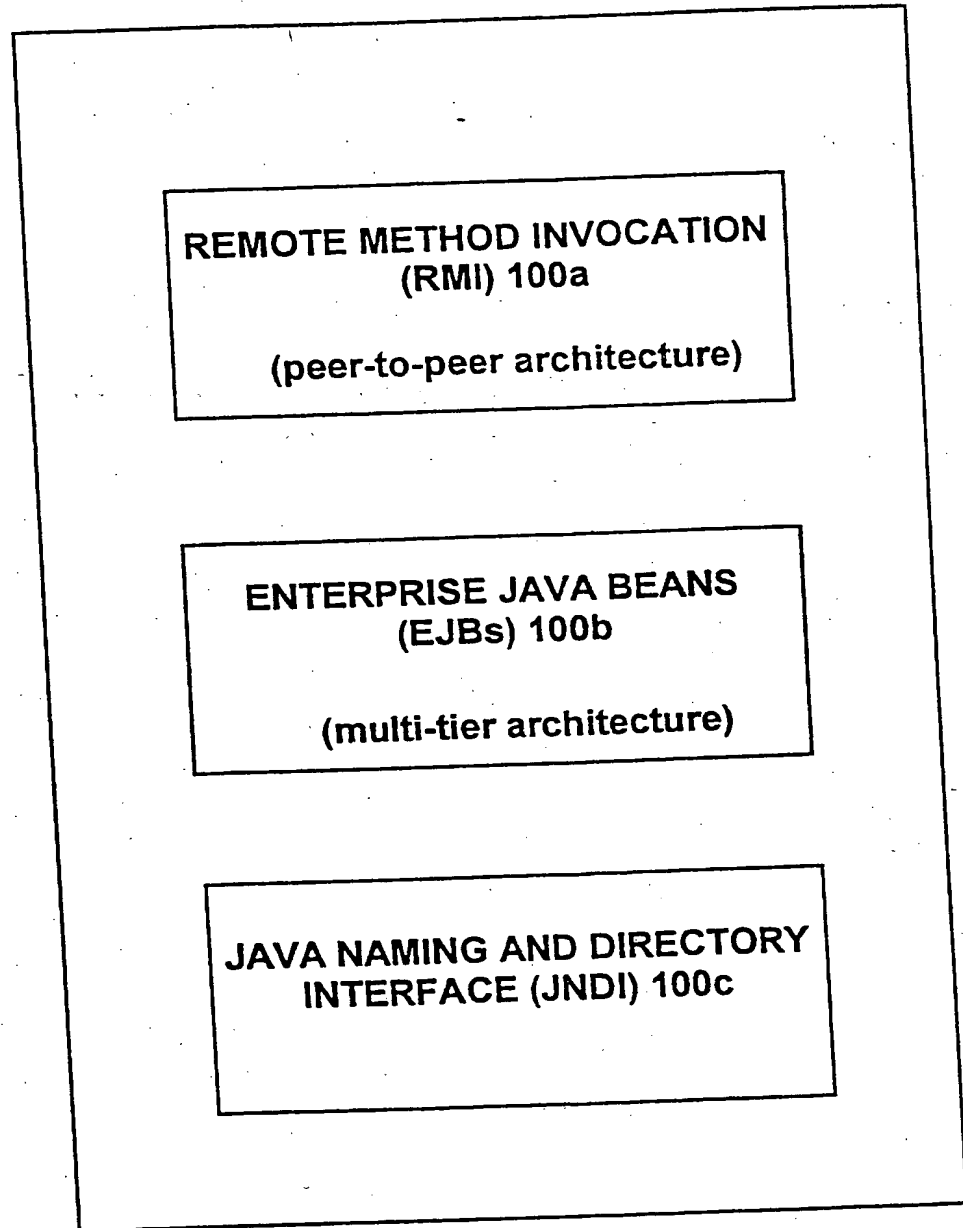 REMOTE METHOD INVOCATION
(RMI) 100a
(peer-to-peer architecture)
ENTERPRISE JAVA BEANS
(EJBs) 100b
(multi-tier architecture)
JAVA NAMING AND DIRECTORY
INTERFACE (JNDI) 100c